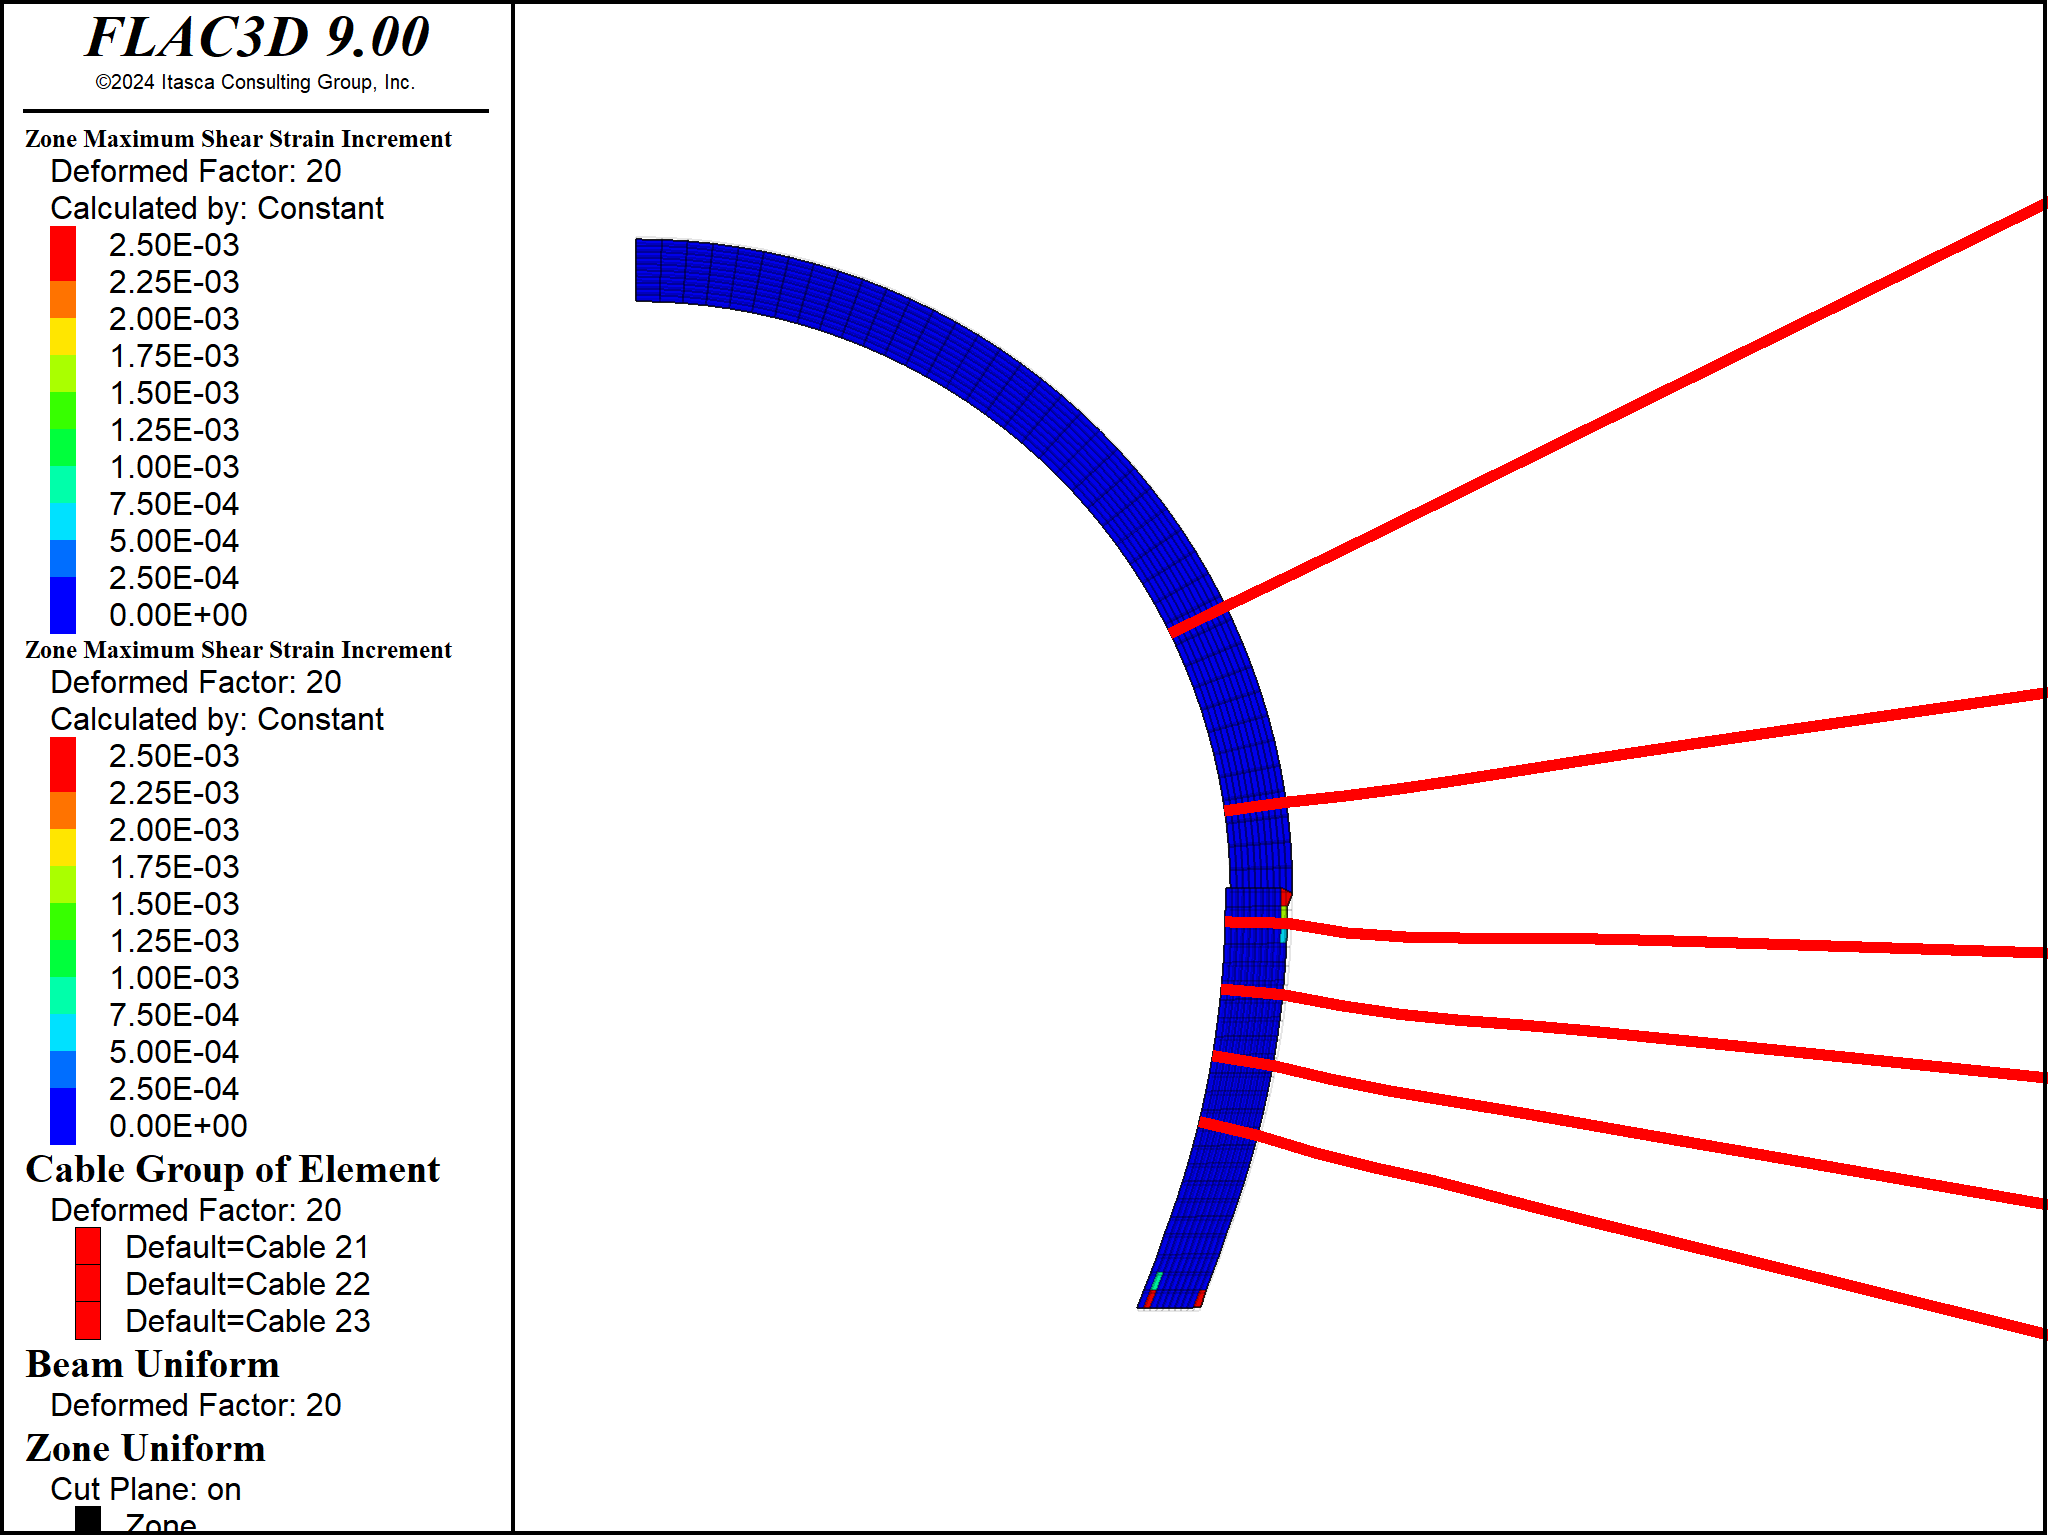 FLAC3D 9.00
©2024 Itasca Consulting Group, Inc.
Zone Maximum Shear Strain Increment
Deformed Factor: 20
Calculated by: Constant
2.50E-03
2.25E-03
2.00E-03
1.75E-03
1.50E-03
1.25E-03
1.00E-03
7.50E-04
5.00E-04
2.50E-04
0.00E+00
Zone Maximum Shear Strain Increment
Deformed Factor: 20
Calculated by: Constant
2.50E-03
2.25E-03
2.00E-03
1.75E-03
1.50E-03
1.25E-03
1.00E-03
7.50E-04
5.00E-04
2.50E-04
0.00E+00
Cable Group of Element
Deformed Factor: 20
Default=Cable 21
Default=Cable 22
Default=Cable 23
Beam Uniform
Deformed Factor: 20
Zone Uniform
Cut Plane: on
Zone